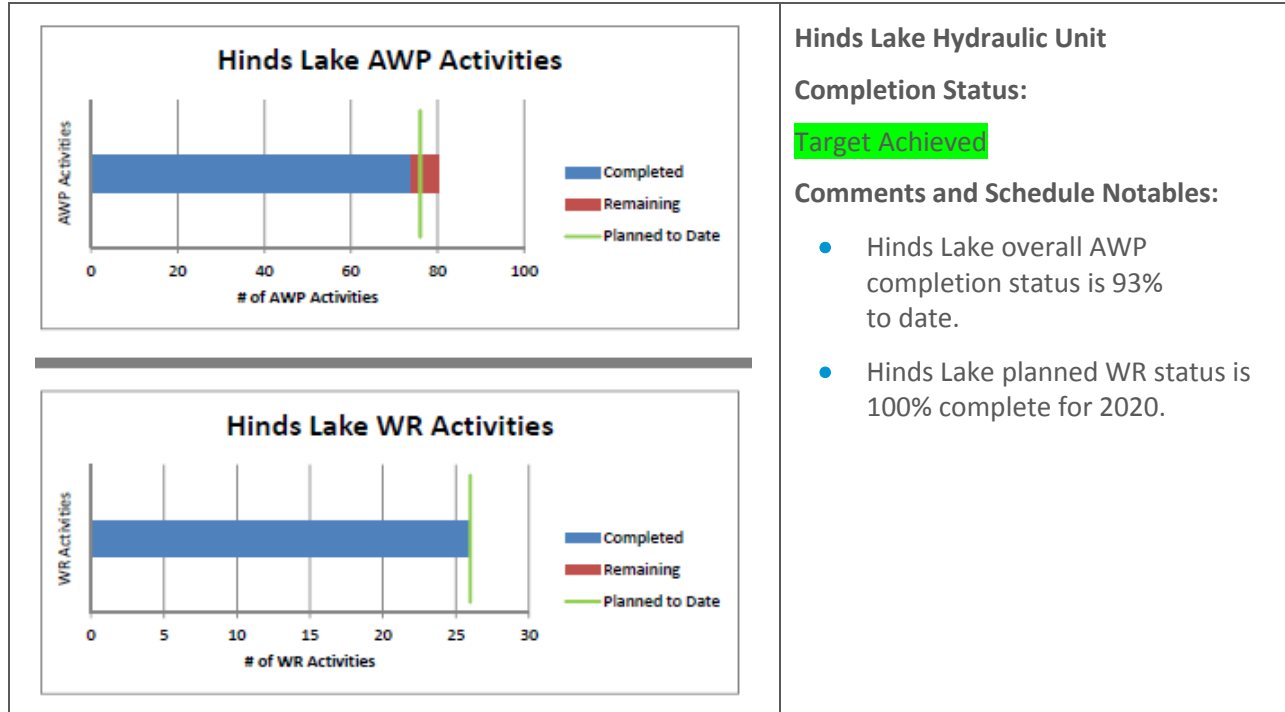 Hinds Lake AWP Activities
AWP Activities
Completed
Remaining
Planned to Date
0 20 40 60 80 100
# of AWP Activities
Hinds Lake WR Activities
WR Activities
Completed
Remaining
Planned to Date
0 5 10 15 20 25 30
# of WR Activities
Hinds Lake Hydraulic Unit
Completion Status:
Target Achieved
Comments and Schedule Notables:
• Hinds Lake overall AWP
completion status is 93%
to date.
• Hinds Lake planned WR status is
100% complete for 2020.